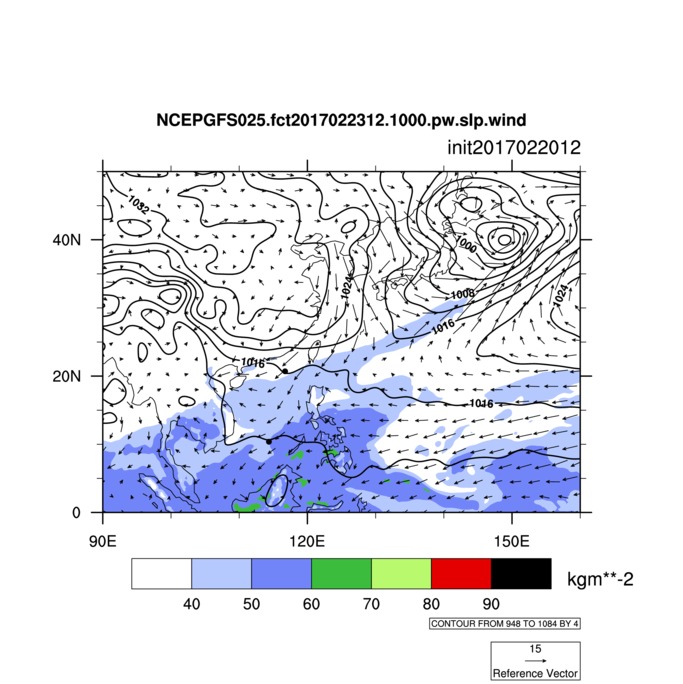 NCEPGFS025.fct2017022312.1000.pw.slp.wind
init2017022012
1032
40N
1000
1024
1008
1024
1016
1016
20N
1016
0
90E 120E 150E
kgm**-2
40 50 60 70 80 90
CONTOUR FROM 948 TO 1084 BY 4
15
Reference Vector